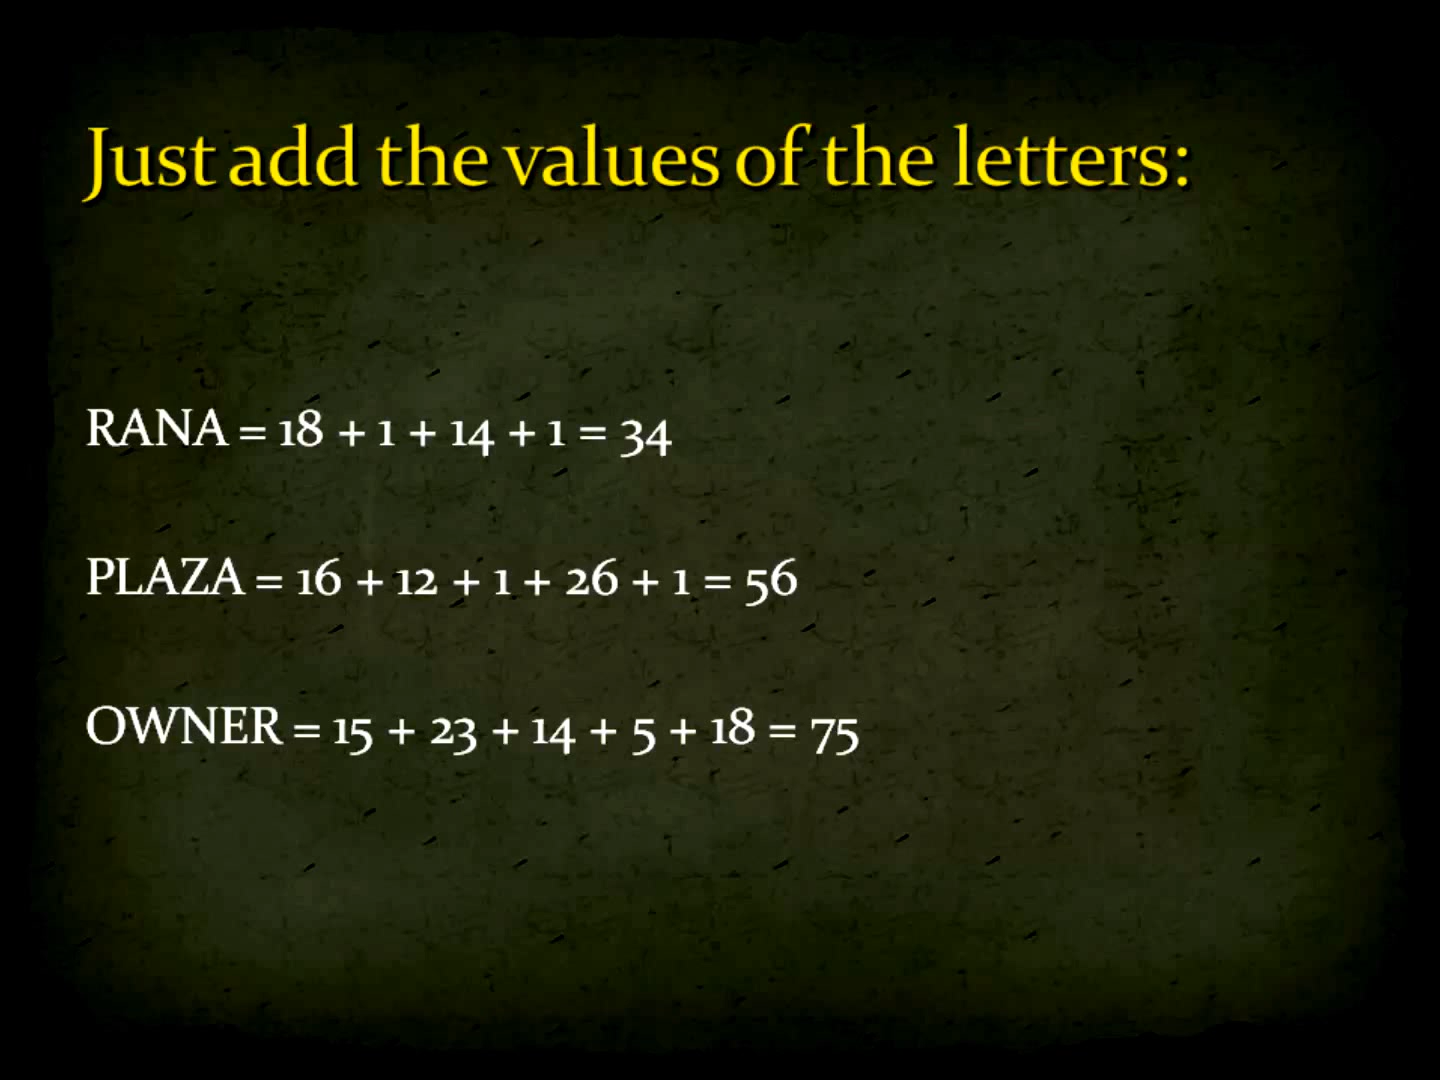 Just add the values of the letters:
RANA = 18 + 1 + 14 + 1 = 34
PLAZA = 16 + 12 + 1 + 26 + 1 = 56
OWNER = 15 + 23 + 14 + 5 + 18 = 75